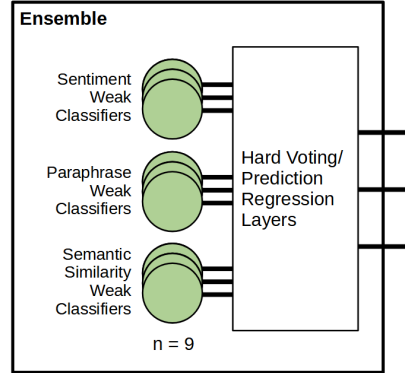 Ensemble
Sentiment
Weak
Classifiers
Paraphrase
Weak
Classifiers
Semantic
Similarity
Weak
Classifiers
n = 9
Hard Voting/
Prediction
Regression
Layers